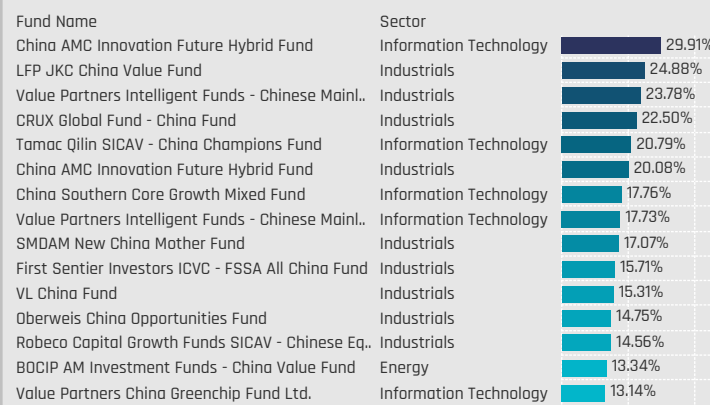 Fund Name Sector
China AMC Innovation Future Hybrid Fund Information Technology 29.91%
LFP JKC China Value Fund Industrials 24.88%
Value Partners Intelligent Funds - Chinese Mainl.. Industrials 23.78%
CRUX Global Fund - China Fund Industrials 22.50%
Tamac Qilin SICAV - China Champions Fund Information Technology 20.79%
China AMC Innovation Future Hybrid Fund Industrials 20.08%
China Southern Core Growth Mixed Fund Information Technology 17.76%
Value Partners Intelligent Funds - Chinese Mainl.. Information Technology 17.73%
SMDAM New China Mother Fund Industrials 17.07%
First Sentier Investors ICVC - FSSA All China Fund Industrials 15.71%
VL China Fund Industrials 15.31%
Oberweis China Opportunities Fund Industrials 14.75%
Robeco Capital Growth Funds SICAV - Chinese Eq.. Industrials 14.56%
BOCIP AM Investment Funds - China Value Fund Energy 13.34%
Value Partners China Greenchip Fund Ltd. Information Technology 13.14%